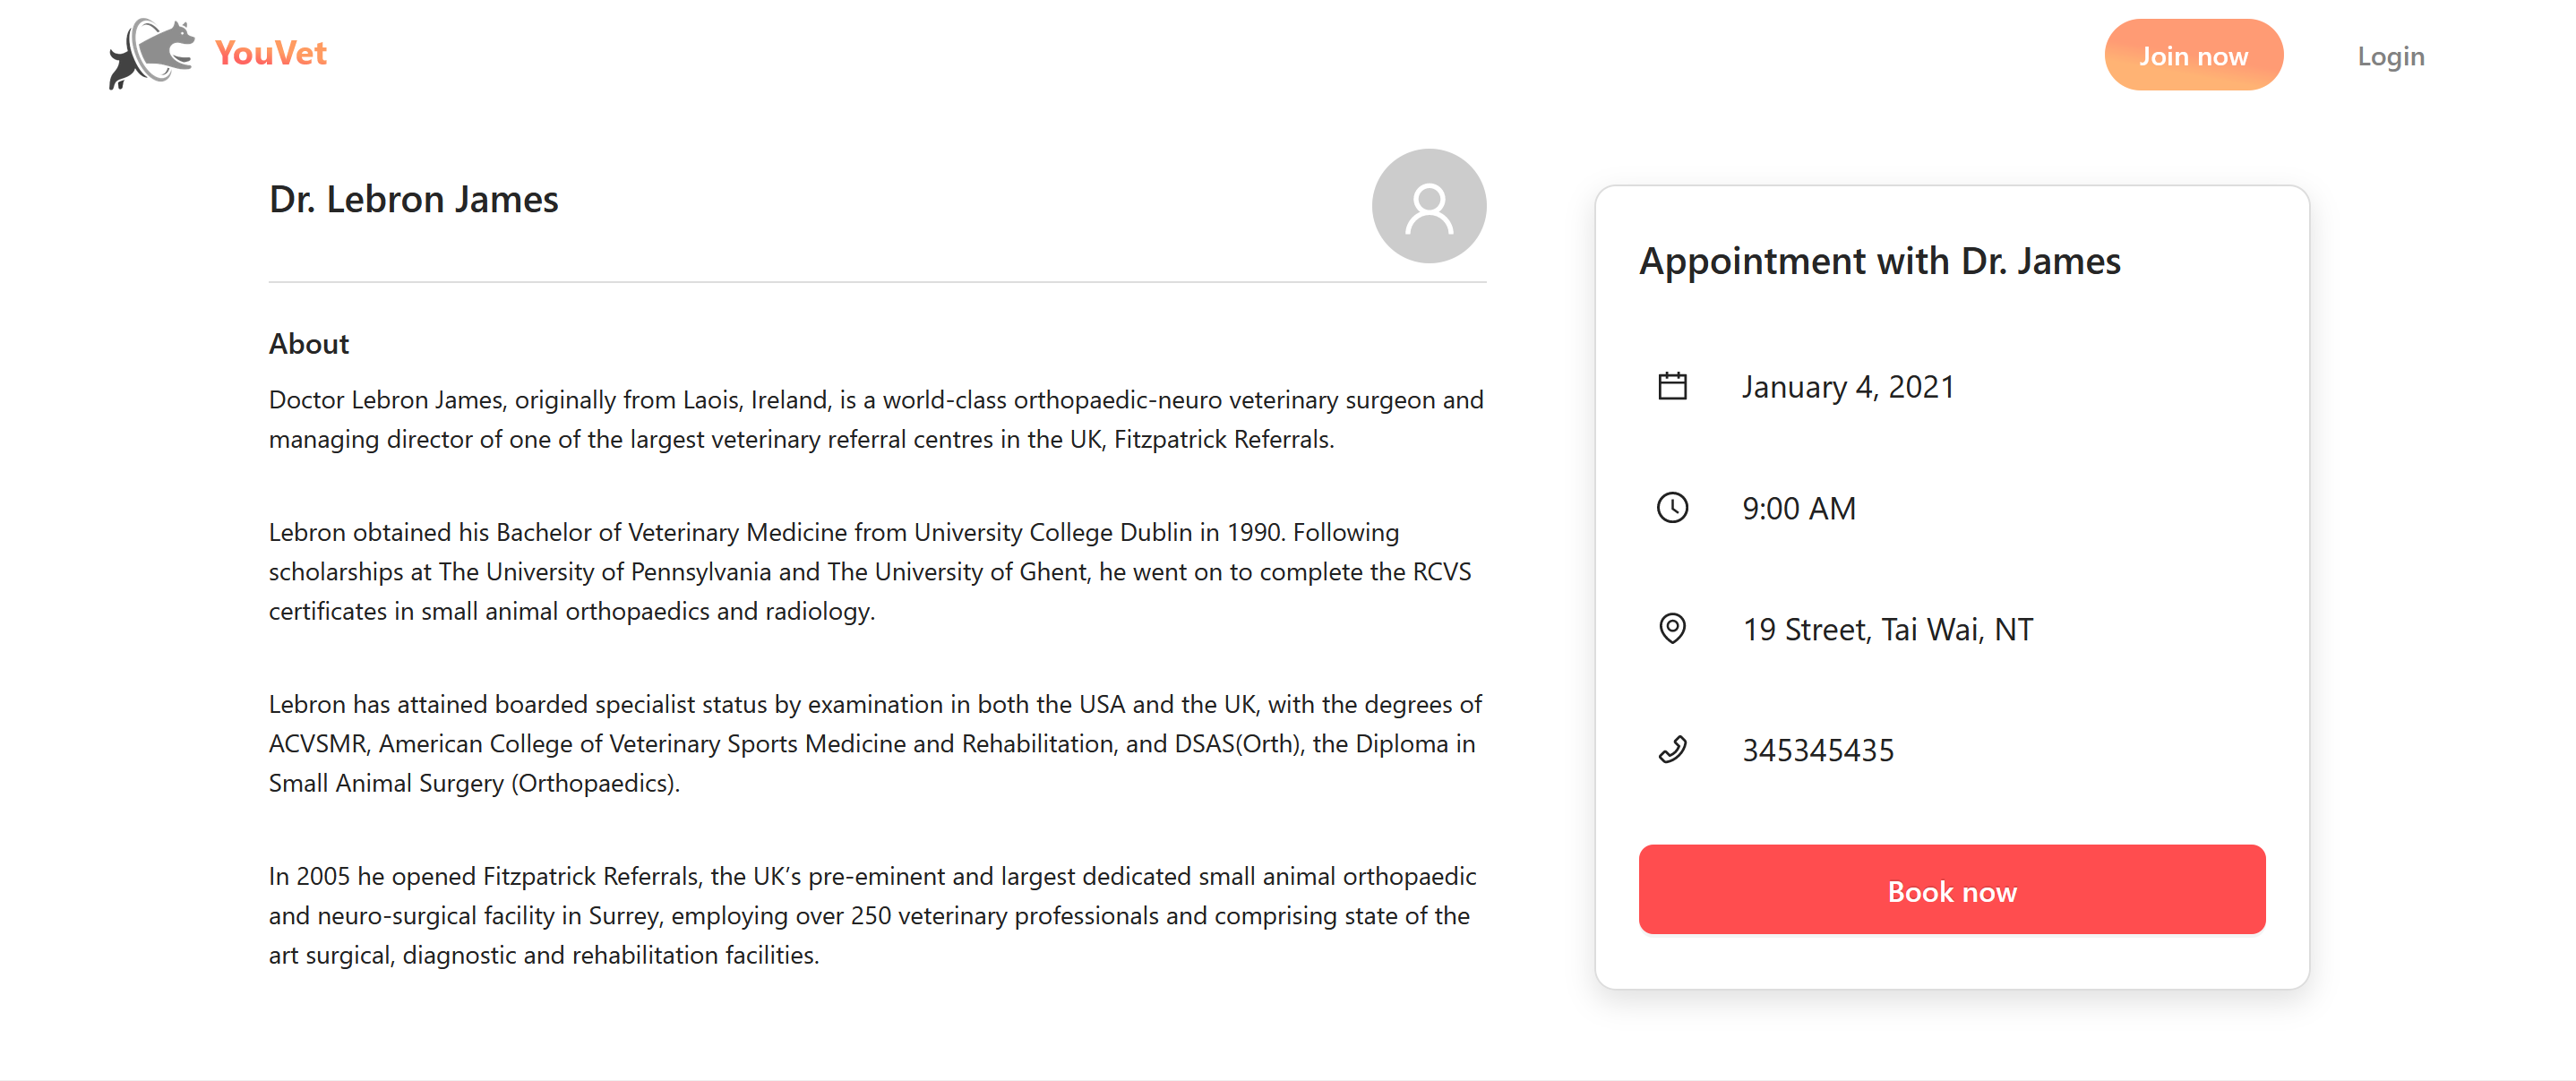 YouVet
Join now
Login
Dr. Lebron James
About
Doctor Lebron James, originally from Laois, Ireland, is a world-class orthopaedic-neuro veterinary surgeon and
managing director of one of the largest veterinary referral centres in the UK, Fitzpatrick Referrals.
Lebron obtained his Bachelor of Veterinary Medicine from University College Dublin in 1990. Following
scholarships at The University of Pennsylvania and The University of Ghent, he went on to complete the RCVS
certificates in small animal orthopaedics and radiology.
Lebron has attained boarded specialist status by examination in both the USA and the UK, with the degrees of
ACVSMR, American College of Veterinary Sports Medicine and Rehabilitation, and DSAS(Orth), the Diploma in
Small Animal Surgery (Orthopaedics).
In 2005 he opened Fitzpatrick Referrals, the UK’s pre-eminent and largest dedicated small animal orthopaedic
and neuro-surgical facility in Surrey, employing over 250 veterinary professionals and comprising state of the
art surgical, diagnostic and rehabilitation facilities.
Appointment with Dr. James
January 4, 2021
9:00 AM
19 Street, Tai Wai, NT
345345435
Book now